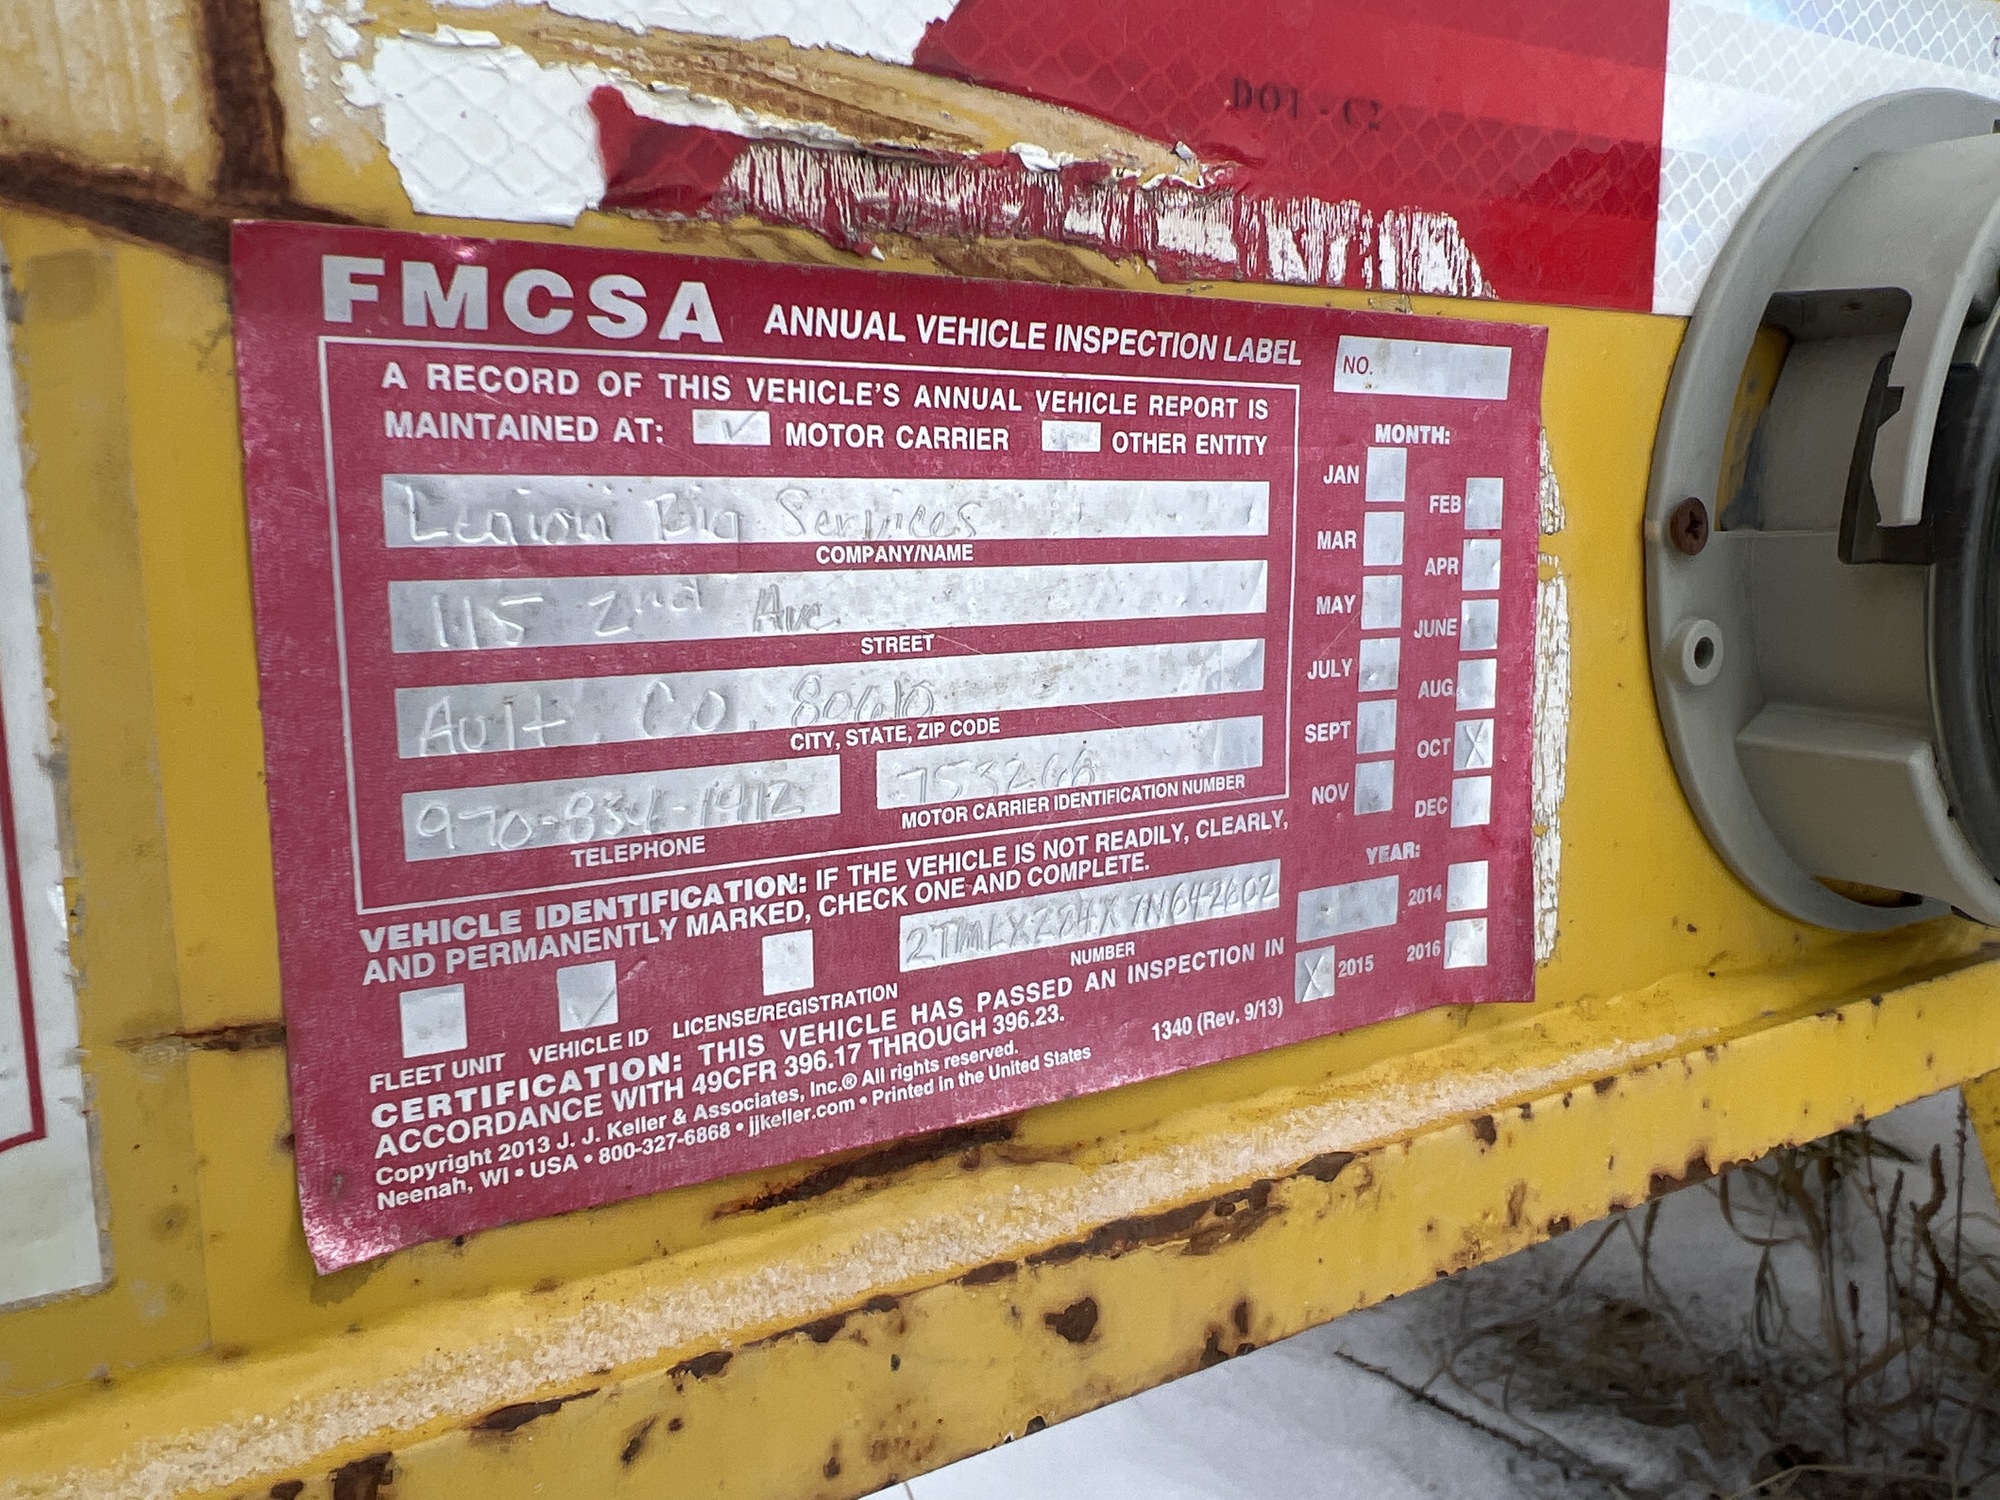 DOT-C2
FMCSA ANNUAL VEHICLE INSPECTION LABEL
NO.
A RECORD OF THIS VEHICLE'S ANNUAL VEHICLE REPORT IS
MAINTAINED AT: ✓ MOTOR CARRIER OTHER ENTITY
Legion Rig Services
COMPANY/NAME
115 2nd Ave
STREET
Ault, CO, 80610
CITY, STATE, ZIP CODE
970-834-1412
TELEPHONE
753268
MOTOR CARRIER IDENTIFICATION NUMBER
VEHICLE IDENTIFICATION: IF THE VEHICLE IS NOT READILY, CLEARLY,
AND PERMANENTLY MARKED, CHECK ONE AND COMPLETE.
FLEET UNIT ✓ VEHICLE ID LICENSE/REGISTRATION
NUMBER
CERTIFICATION: THIS VEHICLE HAS PASSED AN INSPECTION IN
ACCORDANCE WITH 49CFR 396.17 THROUGH 396.23.
Copyright 2013 J. J. Keller & Associates, Inc.® All rights reserved.
Neenah, WI • USA • 800-327-6868 • jjkeller.com • Printed in the United States
1340 (Rev. 9/13)
MONTH:
JAN
FEB
MAR
APR
MAY
JUNE
JULY
AUG
SEPT
OCT X
NOV
DEC
YEAR:
2014
X 2015
2016